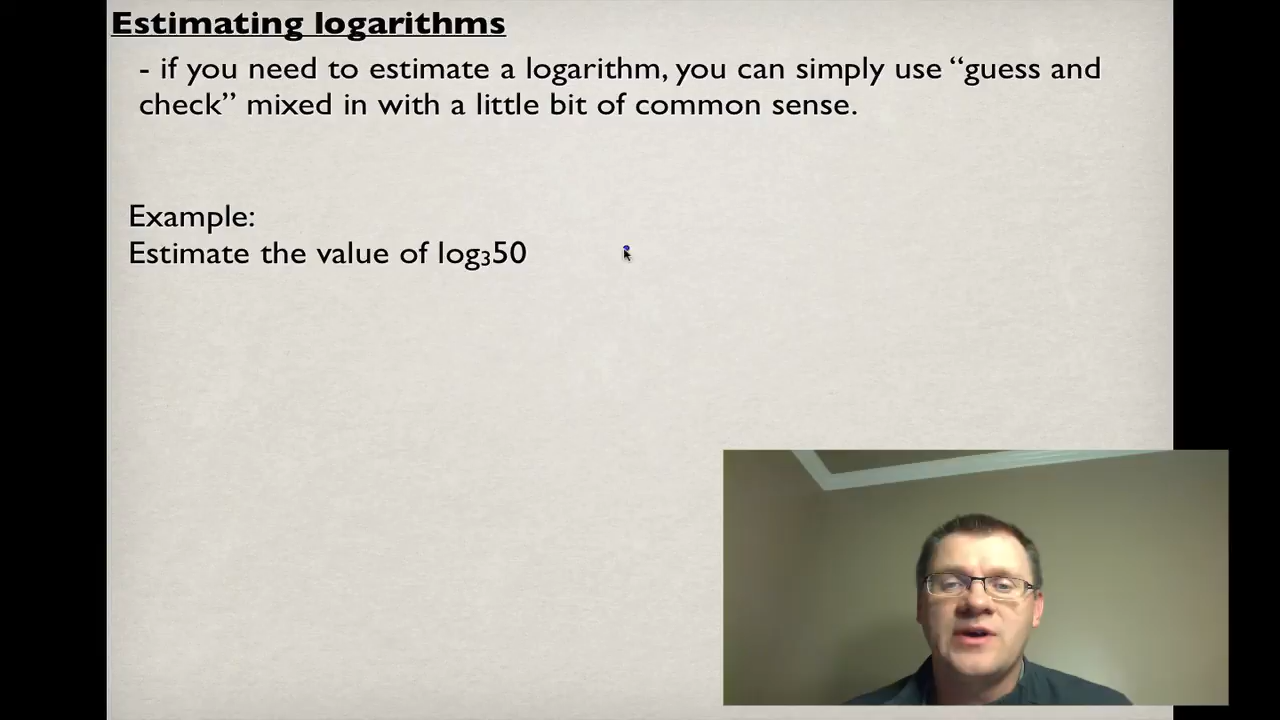 Estimating logarithms
- if you need to estimate a logarithm, you can simply use “guess and
check” mixed in with a little bit of common sense.
Example:
Estimate the value of log₃50